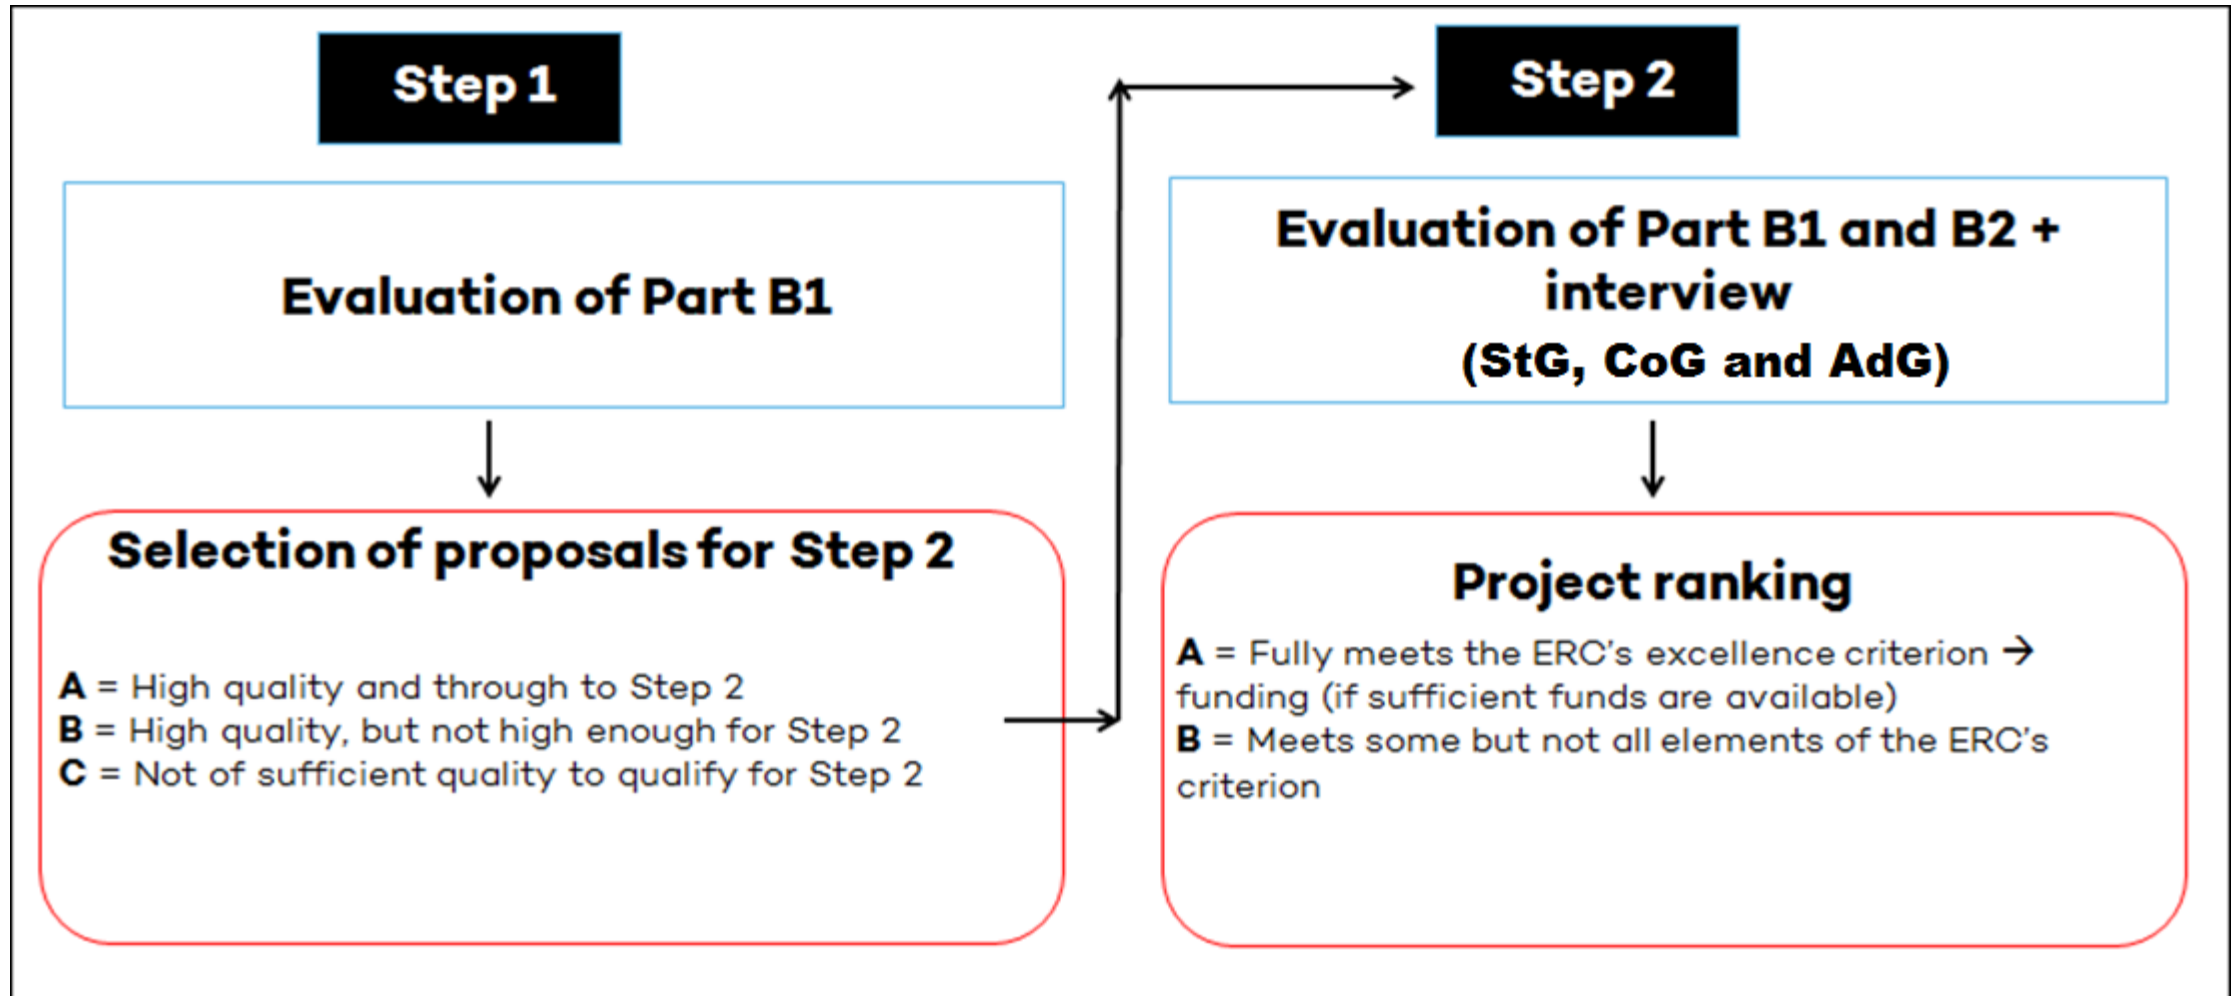 Step 1
Evaluation of Part B1
Selection of proposals for Step 2
A = High quality and through to Step 2
B = High quality, but not high enough for Step 2
C = Not of sufficient quality to qualify for Step 2
Step 2
Evaluation of Part B1 and B2 +
interview
(StG, CoG and AdG)
Project ranking
A = Fully meets the ERC’s excellence criterion →
funding (if sufficient funds are available)
B = Meets some but not all elements of the ERC’s
criterion